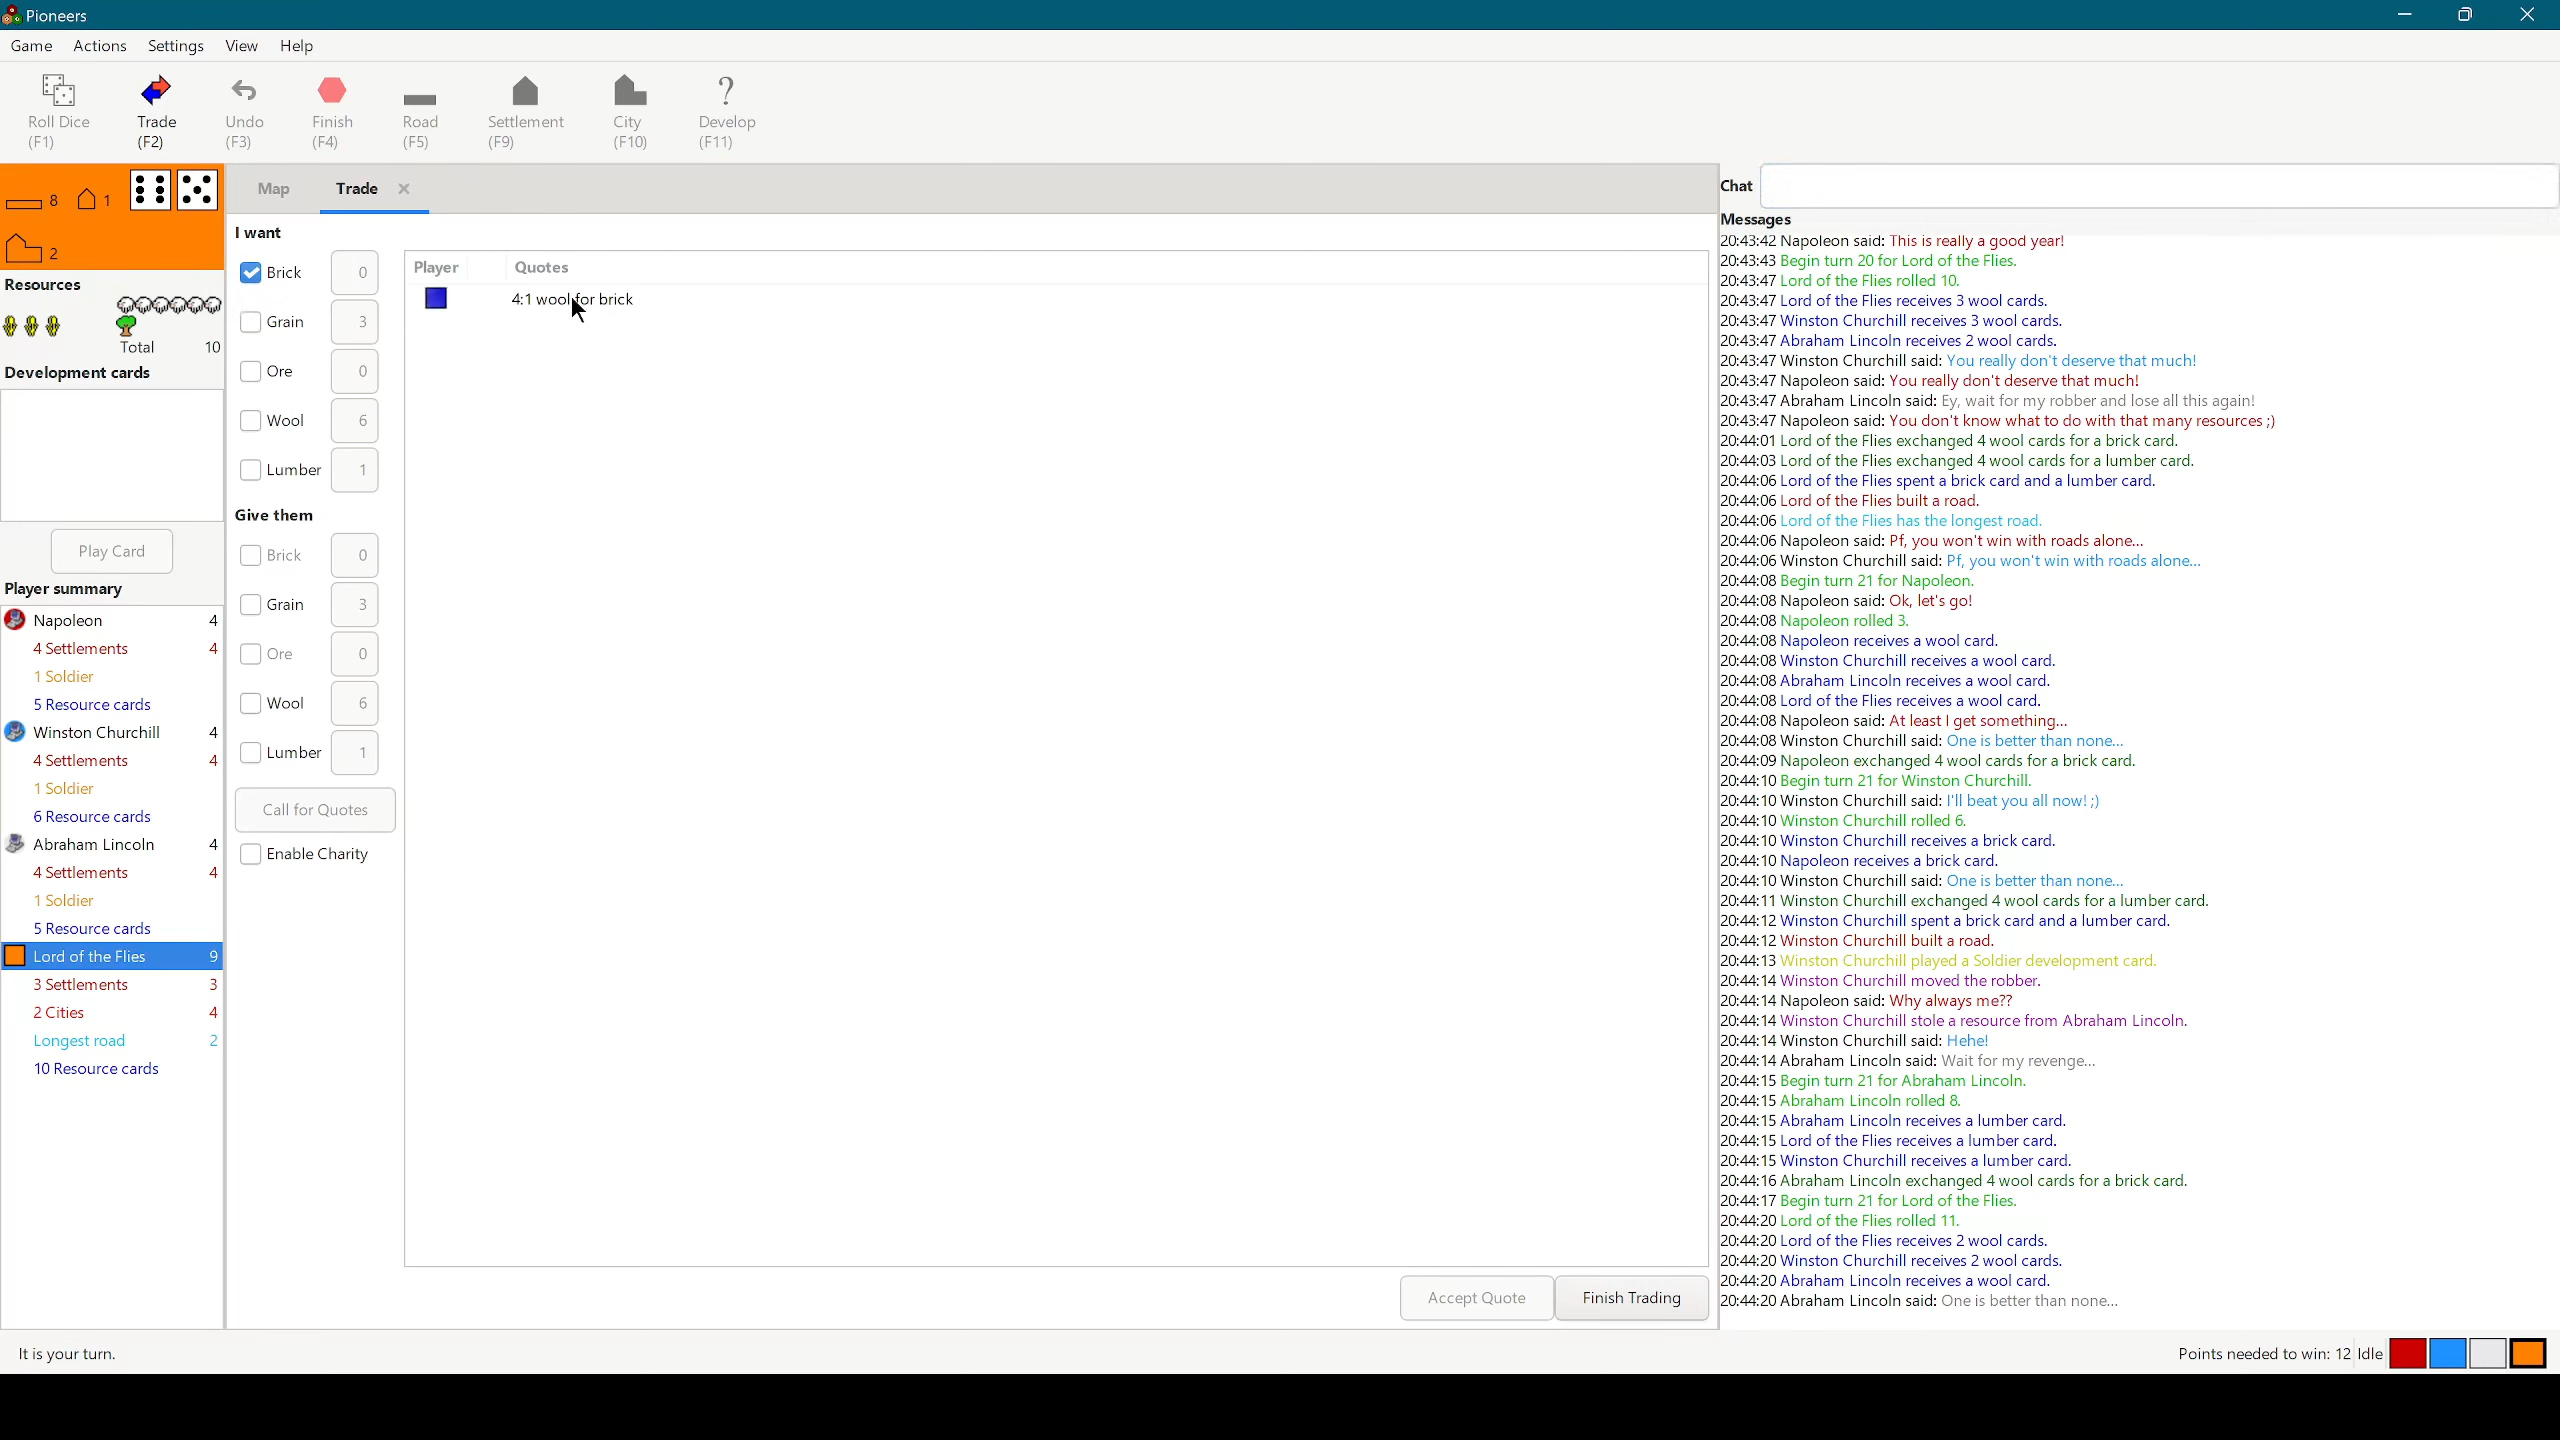 Pioneers
Game Actions Settings View Help
Roll Dice (F1)
Trade (F2)
Undo (F3)
Finish (F4)
Road (F5)
Settlement (F9)
City (F10)
Develop (F11)
8 1
2
Resources
Total 10
Development cards
Play Card
Player summary
Napoleon 4
4 Settlements 4
1 Soldier
5 Resource cards
Winston Churchill 4
4 Settlements 4
1 Soldier
6 Resource cards
Abraham Lincoln 4
4 Settlements 4
1 Soldier
5 Resource cards
Lord of the Flies 9
3 Settlements 3
2 Cities 4
Longest road 2
10 Resource cards
Map Trade
I want
Brick 0
Grain 3
Ore 0
Wool 6
Lumber 1
Give them
Brick 0
Grain 3
Ore 0
Wool 6
Lumber 1
Call for Quotes
Enable Charity
Player Quotes
4:1 wool for brick
Accept Quote Finish Trading
Chat
Messages
20:43:42 Napoleon said: This is really a good year!
20:43:43 Begin turn 20 for Lord of the Flies.
20:43:47 Lord of the Flies rolled 10.
20:43:47 Lord of the Flies receives 3 wool cards.
20:43:47 Winston Churchill receives 3 wool cards.
20:43:47 Abraham Lincoln receives 2 wool cards.
20:43:47 Winston Churchill said: You really don't deserve that much!
20:43:47 Napoleon said: You really don't deserve that much!
20:43:47 Abraham Lincoln said: Ey, wait for my robber and lose all this again!
20:43:47 Napoleon said: You don't know what to do with that many resources ;)
20:44:01 Lord of the Flies exchanged 4 wool cards for a brick card.
20:44:03 Lord of the Flies exchanged 4 wool cards for a lumber card.
20:44:06 Lord of the Flies spent a brick card and a lumber card.
20:44:06 Lord of the Flies built a road.
20:44:06 Lord of the Flies has the longest road.
20:44:06 Napoleon said: Pf, you won't win with roads alone...
20:44:06 Winston Churchill said: Pf, you won't win with roads alone...
20:44:08 Begin turn 21 for Napoleon.
20:44:08 Napoleon said: Ok, let's go!
20:44:08 Napoleon rolled 3.
20:44:08 Napoleon receives a wool card.
20:44:08 Winston Churchill receives a wool card.
20:44:08 Abraham Lincoln receives a wool card.
20:44:08 Lord of the Flies receives a wool card.
20:44:08 Napoleon said: At least I get something...
20:44:08 Winston Churchill said: One is better than none...
20:44:09 Napoleon exchanged 4 wool cards for a brick card.
20:44:10 Begin turn 21 for Winston Churchill.
20:44:10 Winston Churchill said: I'll beat you all now! ;)
20:44:10 Winston Churchill rolled 6.
20:44:10 Winston Churchill receives a brick card.
20:44:10 Napoleon receives a brick card.
20:44:10 Winston Churchill said: One is better than none...
20:44:11 Winston Churchill exchanged 4 wool cards for a lumber card.
20:44:12 Winston Churchill spent a brick card and a lumber card.
20:44:12 Winston Churchill built a road.
20:44:13 Winston Churchill played a Soldier development card.
20:44:14 Winston Churchill moved the robber.
20:44:14 Napoleon said: Why always me??
20:44:14 Winston Churchill stole a resource from Abraham Lincoln.
20:44:14 Winston Churchill said: Hehe!
20:44:14 Abraham Lincoln said: Wait for my revenge...
20:44:15 Begin turn 21 for Abraham Lincoln.
20:44:15 Abraham Lincoln rolled 8.
20:44:15 Abraham Lincoln receives a lumber card.
20:44:15 Lord of the Flies receives a lumber card.
20:44:15 Winston Churchill receives a lumber card.
20:44:16 Abraham Lincoln exchanged 4 wool cards for a brick card.
20:44:17 Begin turn 21 for Lord of the Flies.
20:44:20 Lord of the Flies rolled 11.
20:44:20 Lord of the Flies receives 2 wool cards.
20:44:20 Winston Churchill receives 2 wool cards.
20:44:20 Abraham Lincoln receives a wool card.
20:44:20 Abraham Lincoln said: One is better than none...
It is your turn.
Points needed to win: 12 Idle